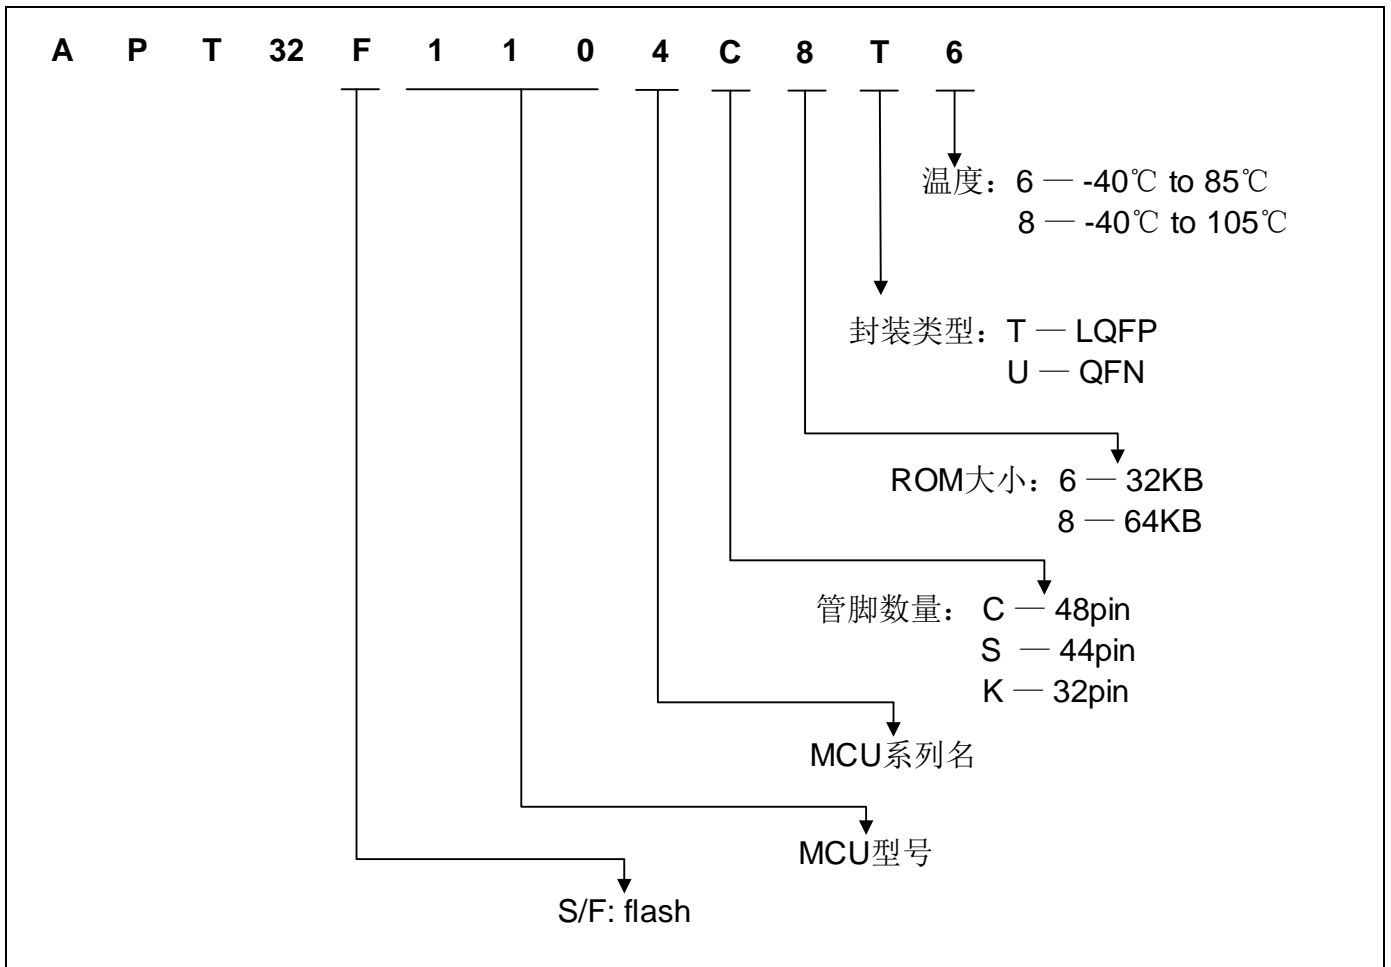 A P T 32 F 1 1 0 4 C 8 T 6
温度：6 — -40℃ to 85℃
8 — -40℃ to 105℃
封装类型：T — LQFP
U — QFN
ROM大小：6 — 32KB
8 — 64KB
管脚数量： C — 48pin
S — 44pin
K — 32pin
MCU系列名
MCU型号
S/F: flash